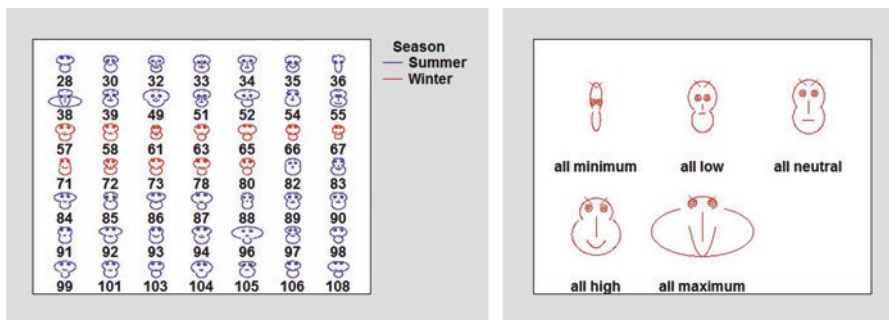 Season
Summer
Winter
28 30 32 33 34 35 36
38 39 49 51 52 54 55
57 58 61 63 65 66 67
71 72 73 78 80 82 83
84 85 86 87 88 89 90
91 92 93 94 96 97 98
99 101 103 104 105 106 108
all minimum all low all neutral
all high all maximum